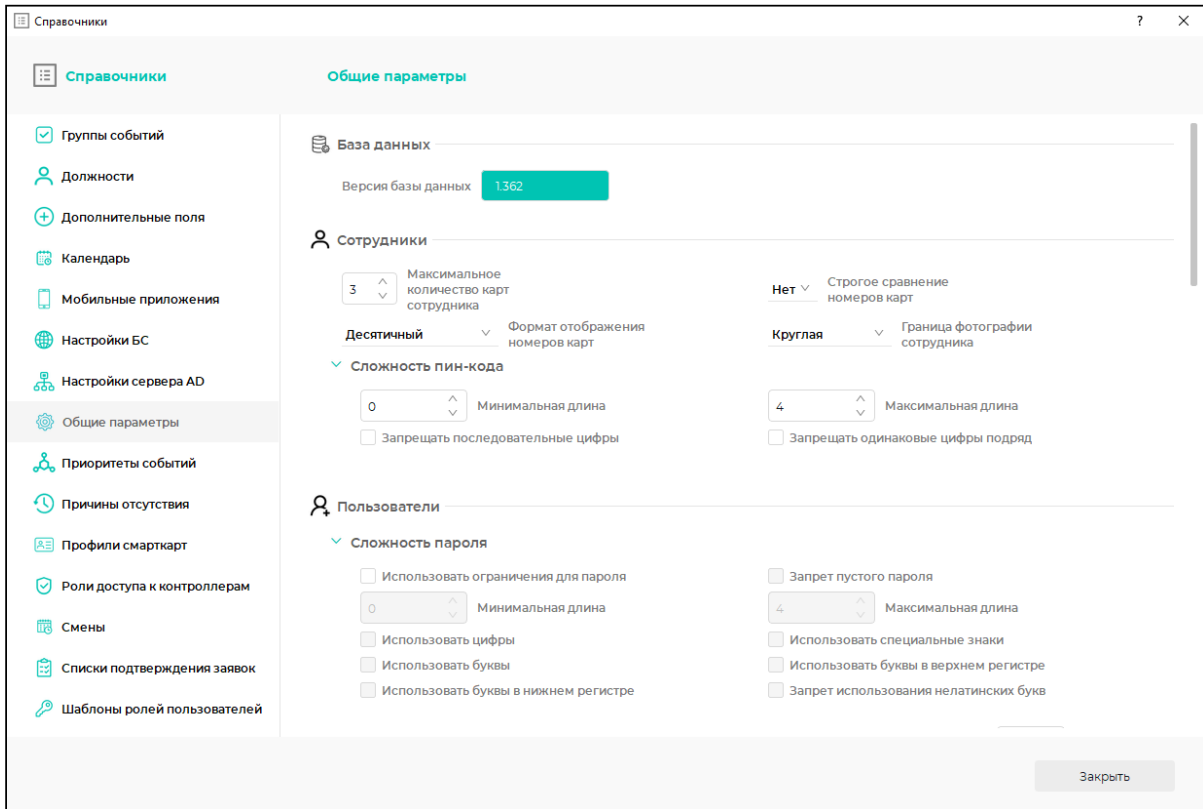 Справочники
?
Справочники
Общие параметры
Группы событий
Должности
Дополнительные поля
Календарь
Мобильные приложения
Настройки БС
Настройки сервера AD
Общие параметры
Приоритеты событий
Причины отсутствия
Профили смарткарт
Роли доступа к контроллерам
Смены
Списки подтверждения заявок
Шаблоны ролей пользователей
База данных
Версия базы данных 1.362
Сотрудники
3
Максимальное
количество карт
сотрудника
Нет
Строгое сравнение
номеров карт
Десятичный
Формат отображения
номеров карт
Круглая
Граница фотографии
сотрудника
Сложность пин-кода
0 Минимальная длина
4 Максимальная длина
Запрещать последовательные цифры
Запрещать одинаковые цифры подряд
Пользователи
Сложность пароля
Использовать ограничения для пароля
Запрет пустого пароля
0 Минимальная длина
4 Максимальная длина
Использовать цифры
Использовать специальные знаки
Использовать буквы
Использовать буквы в верхнем регистре
Использовать буквы в нижнем регистре
Запрет использования нелатинских букв
Закрыть